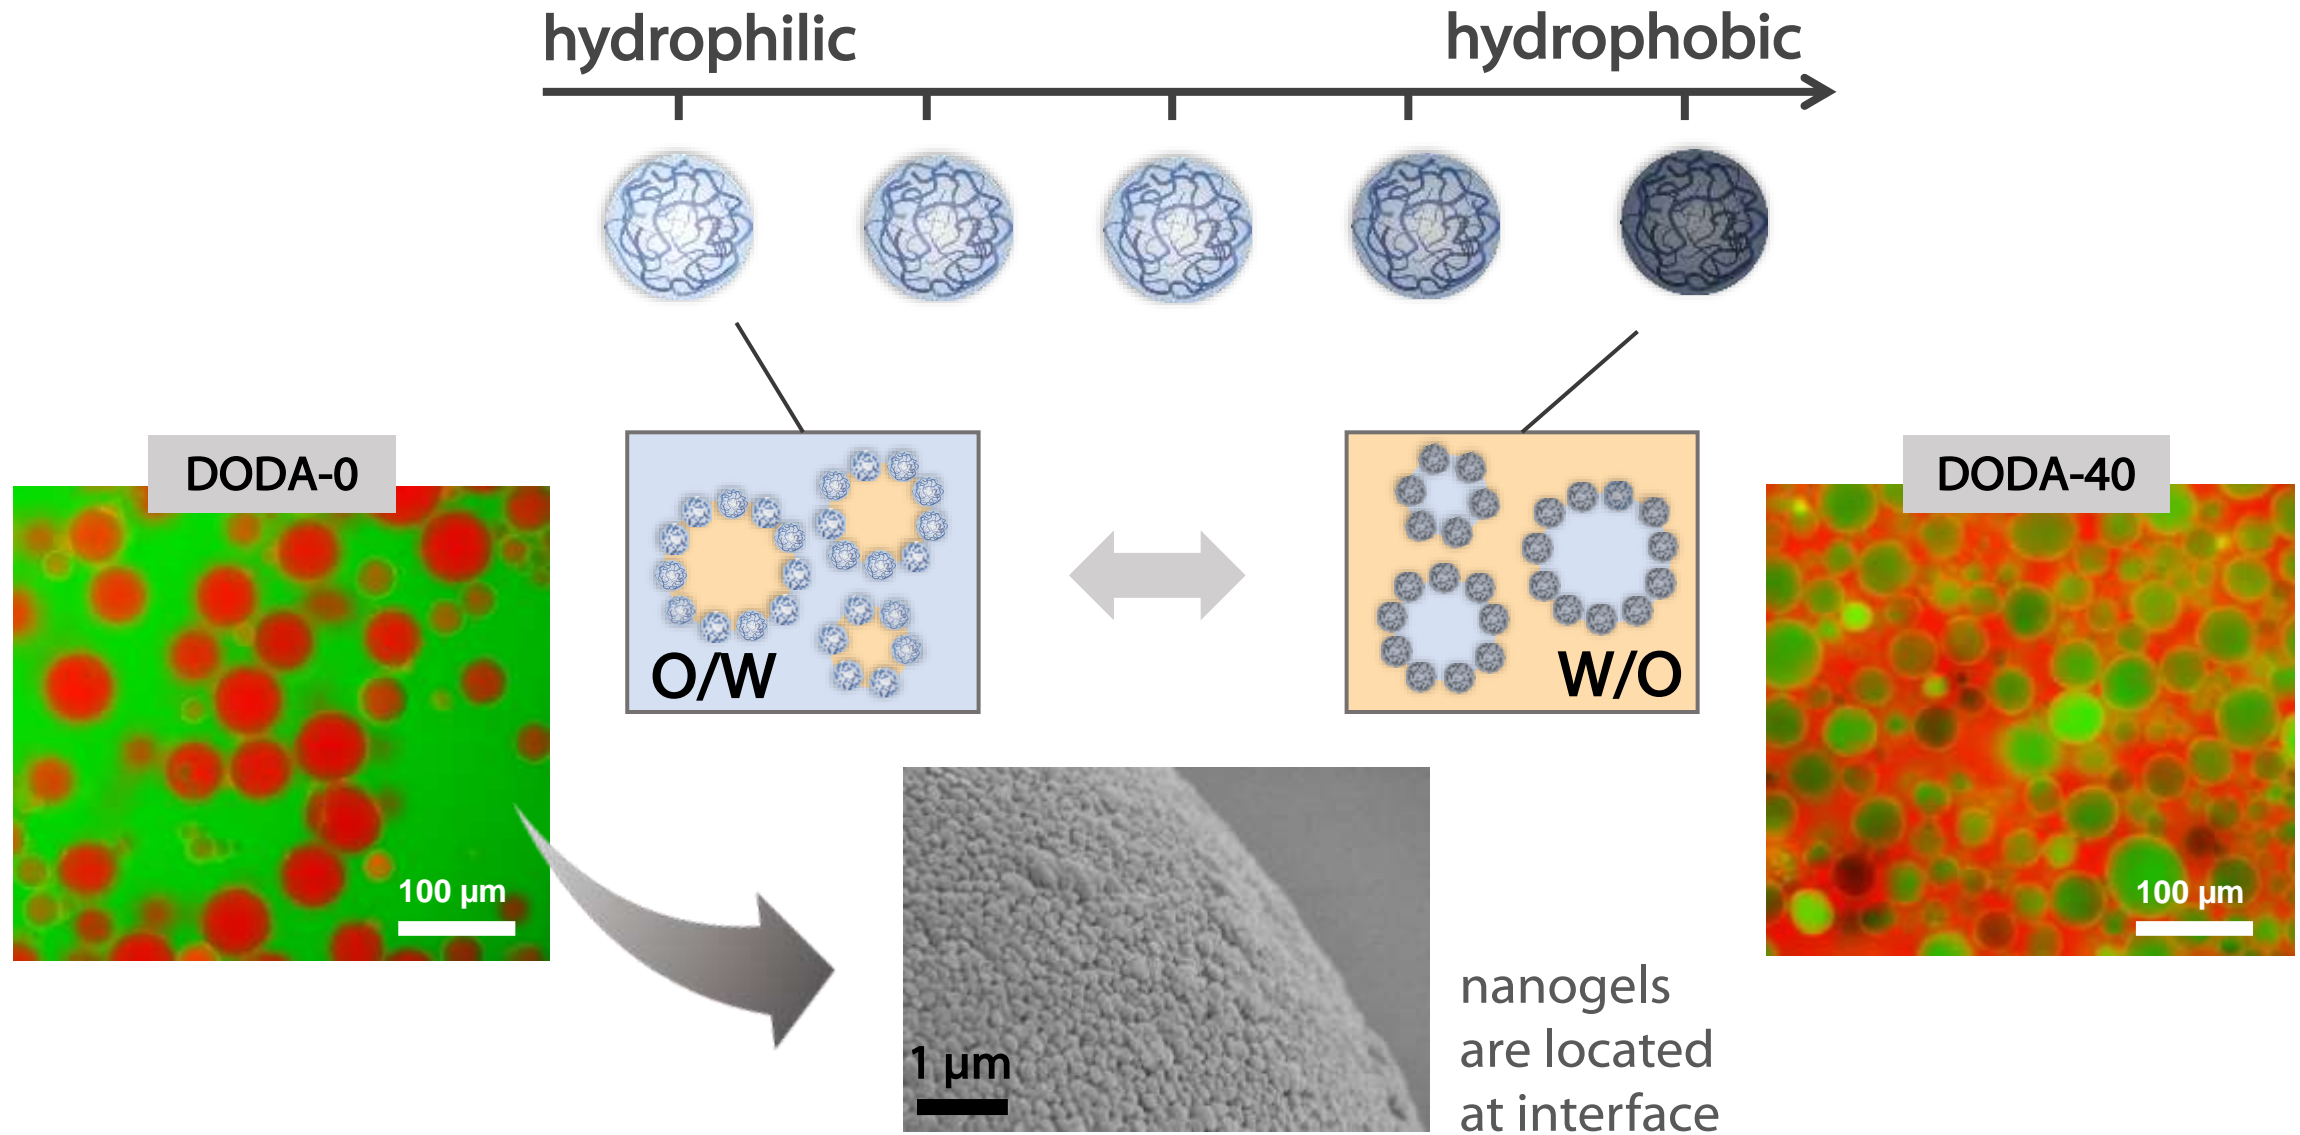 hydrophilic
hydrophobic
DODA-0
DODA-40
O/W
W/O
100 µm
100 µm
1 µm
nanogels
are located
at interface